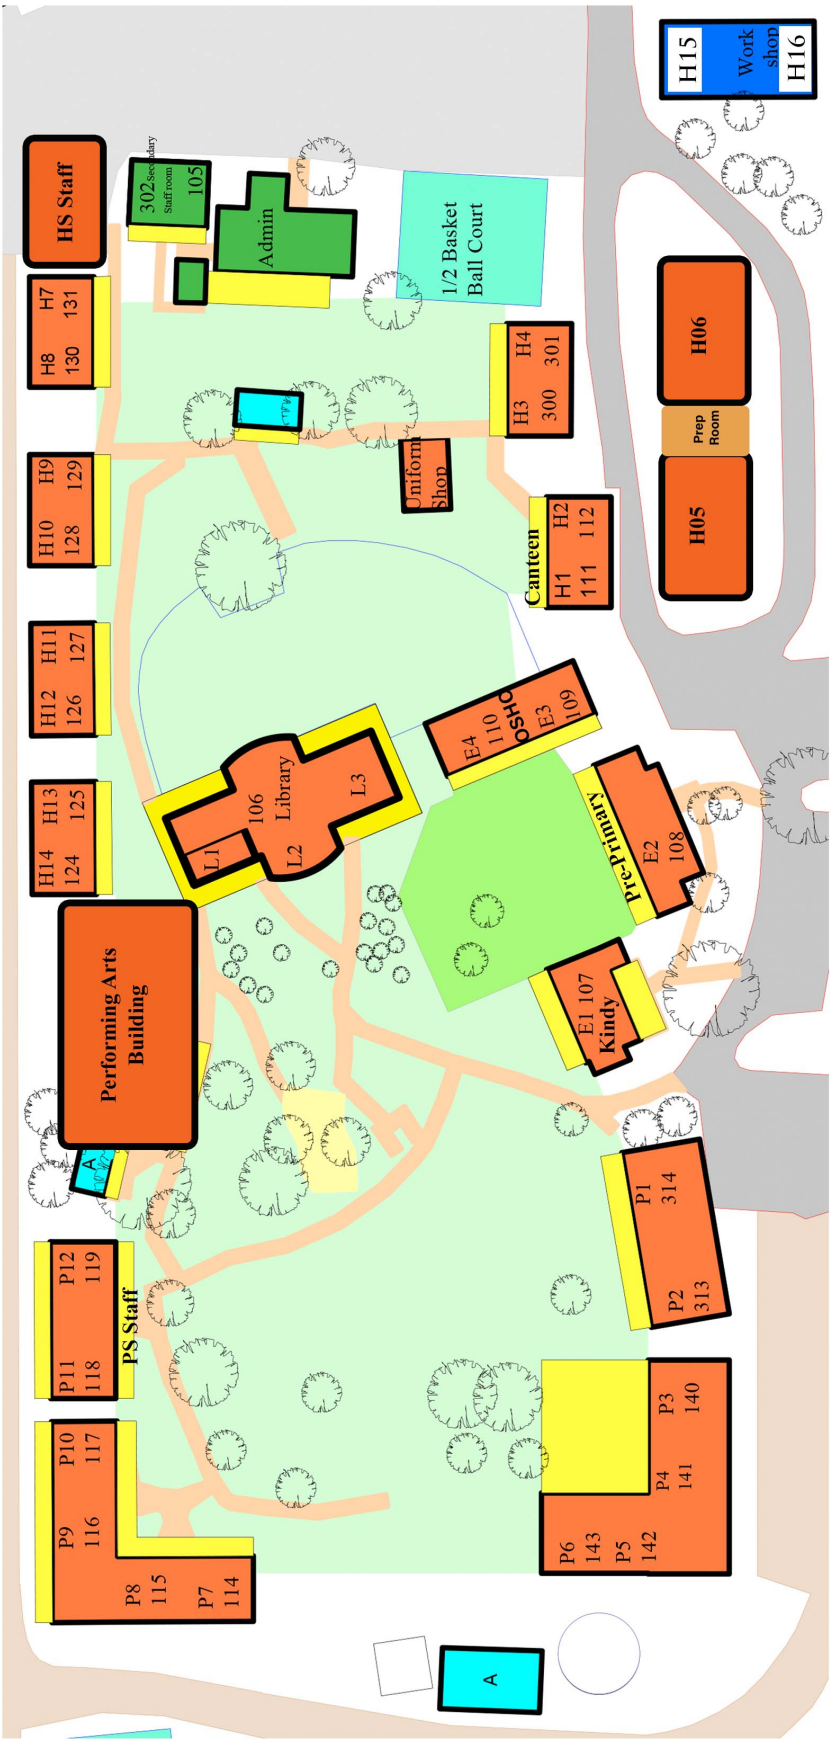 H15
Work
shop
H16
HS Staff
302 secondary
Staff room
105
Admin
1/2 Basket
Ball Court
H7
131
H8
130
H4
301
H3
300
H06
Prep
Room
H05
Uniform
Shop
H9
129
H10
128
Canteen
H2
112
H1
111
H11
127
H12
126
E4
110
OSHC
E3
109
106
Library
L1
L2
L3
H13
125
H14
124
Pre-Primary
E2
108
Performing Arts
Building
E1 107
Kindy
A
P1
314
P2
313
P12
119
P11
118
PS Staff
P10
117
P9
116
P8
115
P7
114
P3
140
P4
141
P6
143
P5
142
A